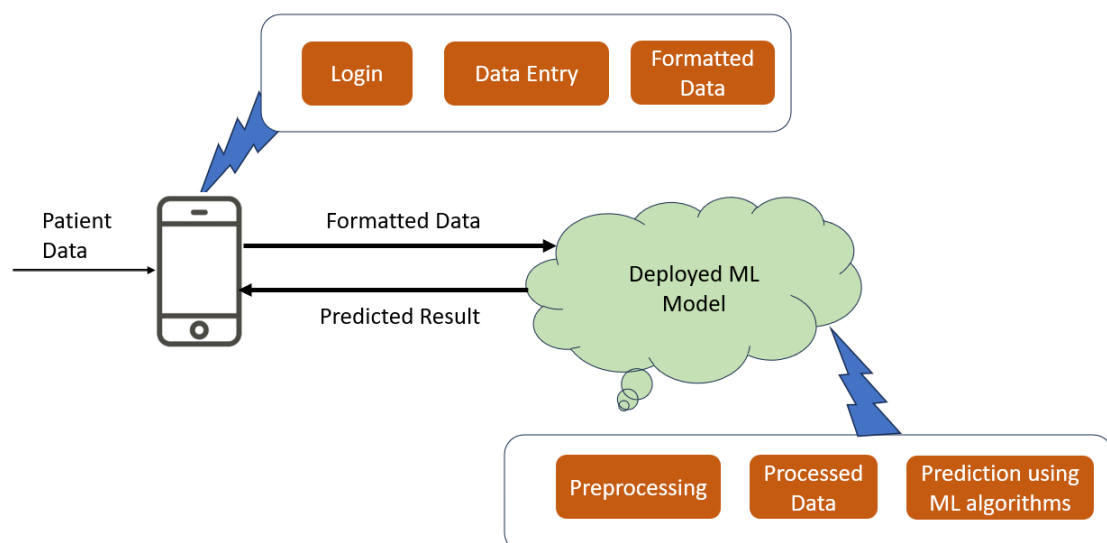 Login
Data Entry
Formatted
Data
Patient
Data
Formatted Data
Predicted Result
Deployed ML
Model
Preprocessing
Processed
Data
Prediction using
ML algorithms